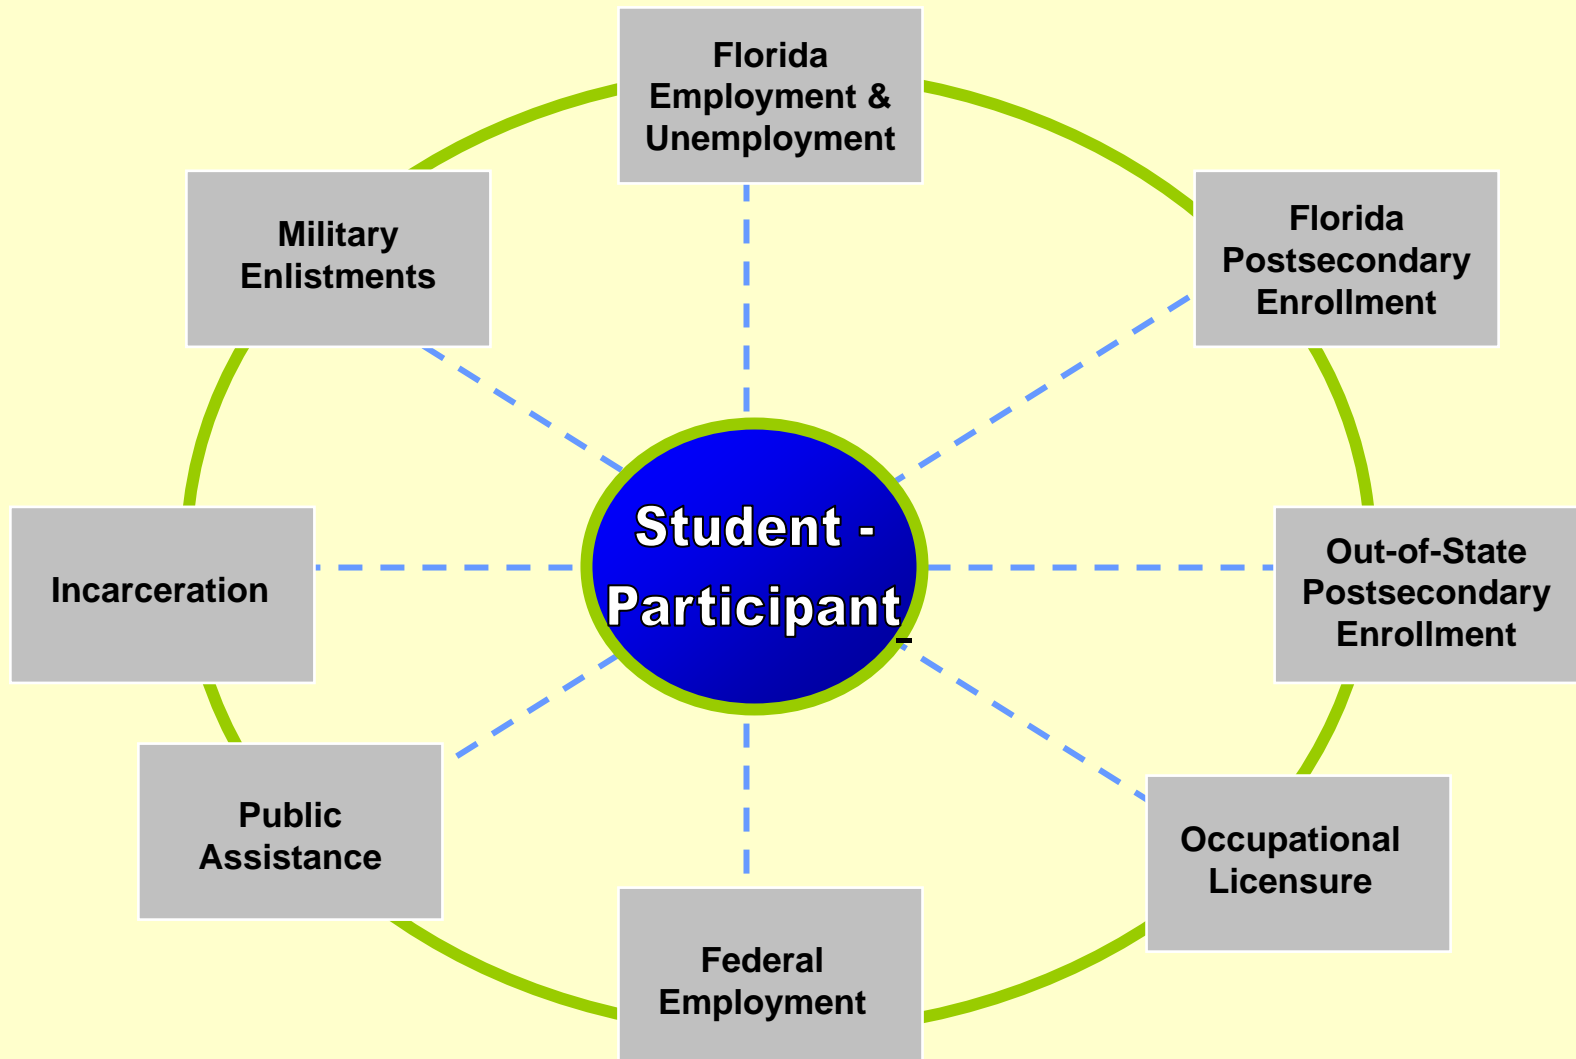 Florida
Employment &
Unemployment
Military
Enlistments
Florida
Postsecondary
Enrollment
Student -
Participant
Incarceration
Out-of-State
Postsecondary
Enrollment
Public
Assistance
Occupational
Licensure
Federal
Employment